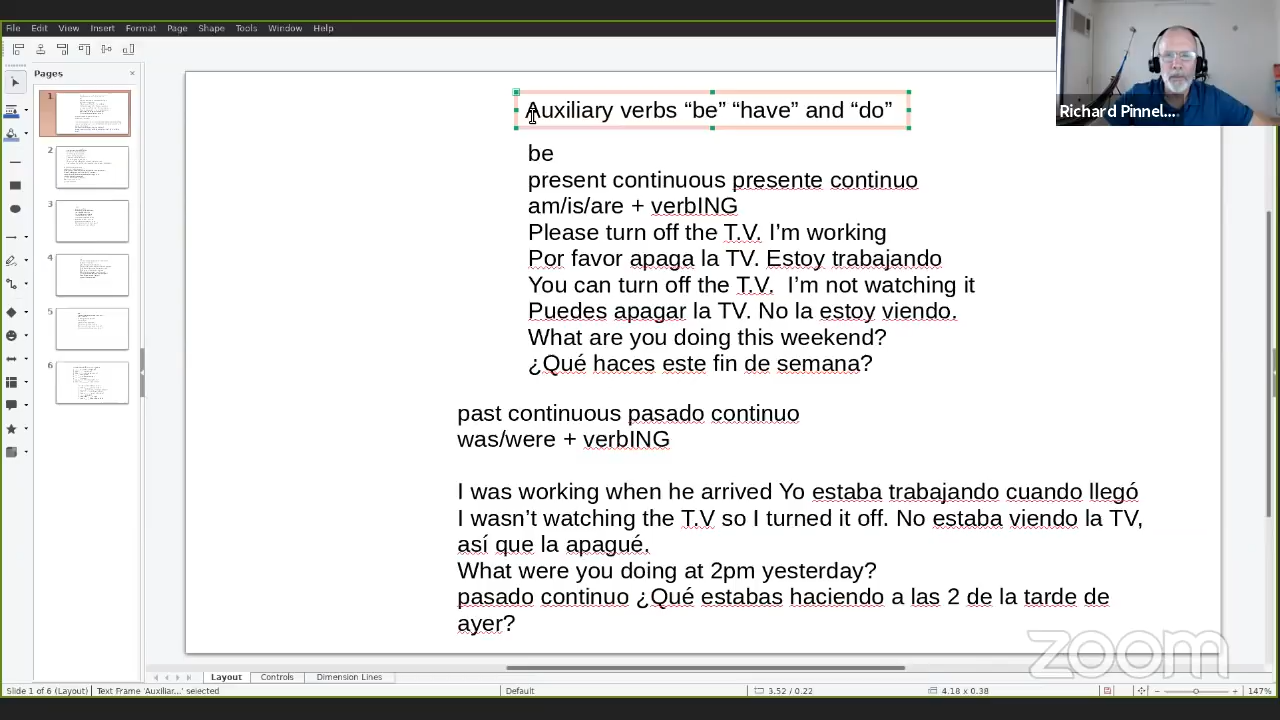 File Edit View Insert Format Page Shape Tools Window Help
Pages
1
2
3
4
5
6
Richard Pinnel...
Auxiliary verbs “be” “have” and “do”
be
present continuous presente continuo
am/is/are + verbING
Please turn off the T.V. I’m working
Por favor apaga la TV. Estoy trabajando
You can turn off the T.V.  I’m not watching it
Puedes apagar la TV. No la estoy viendo.
What are you doing this weekend?
¿Qué haces este fin de semana?
past continuous pasado continuo
was/were + verbING
I was working when he arrived Yo estaba trabajando cuando llegó
I wasn’t watching the T.V so I turned it off. No estaba viendo la TV,
así que la apagué.
What were you doing at 2pm yesterday?
pasado continuo ¿Qué estabas haciendo a las 2 de la tarde de
ayer?
zoom
Layout Controls Dimension Lines
Slide 1 of 6 (Layout) Text Frame 'Auxiliar...' selected Default 3.52 / 0.22 4.18 x 0.38 147%